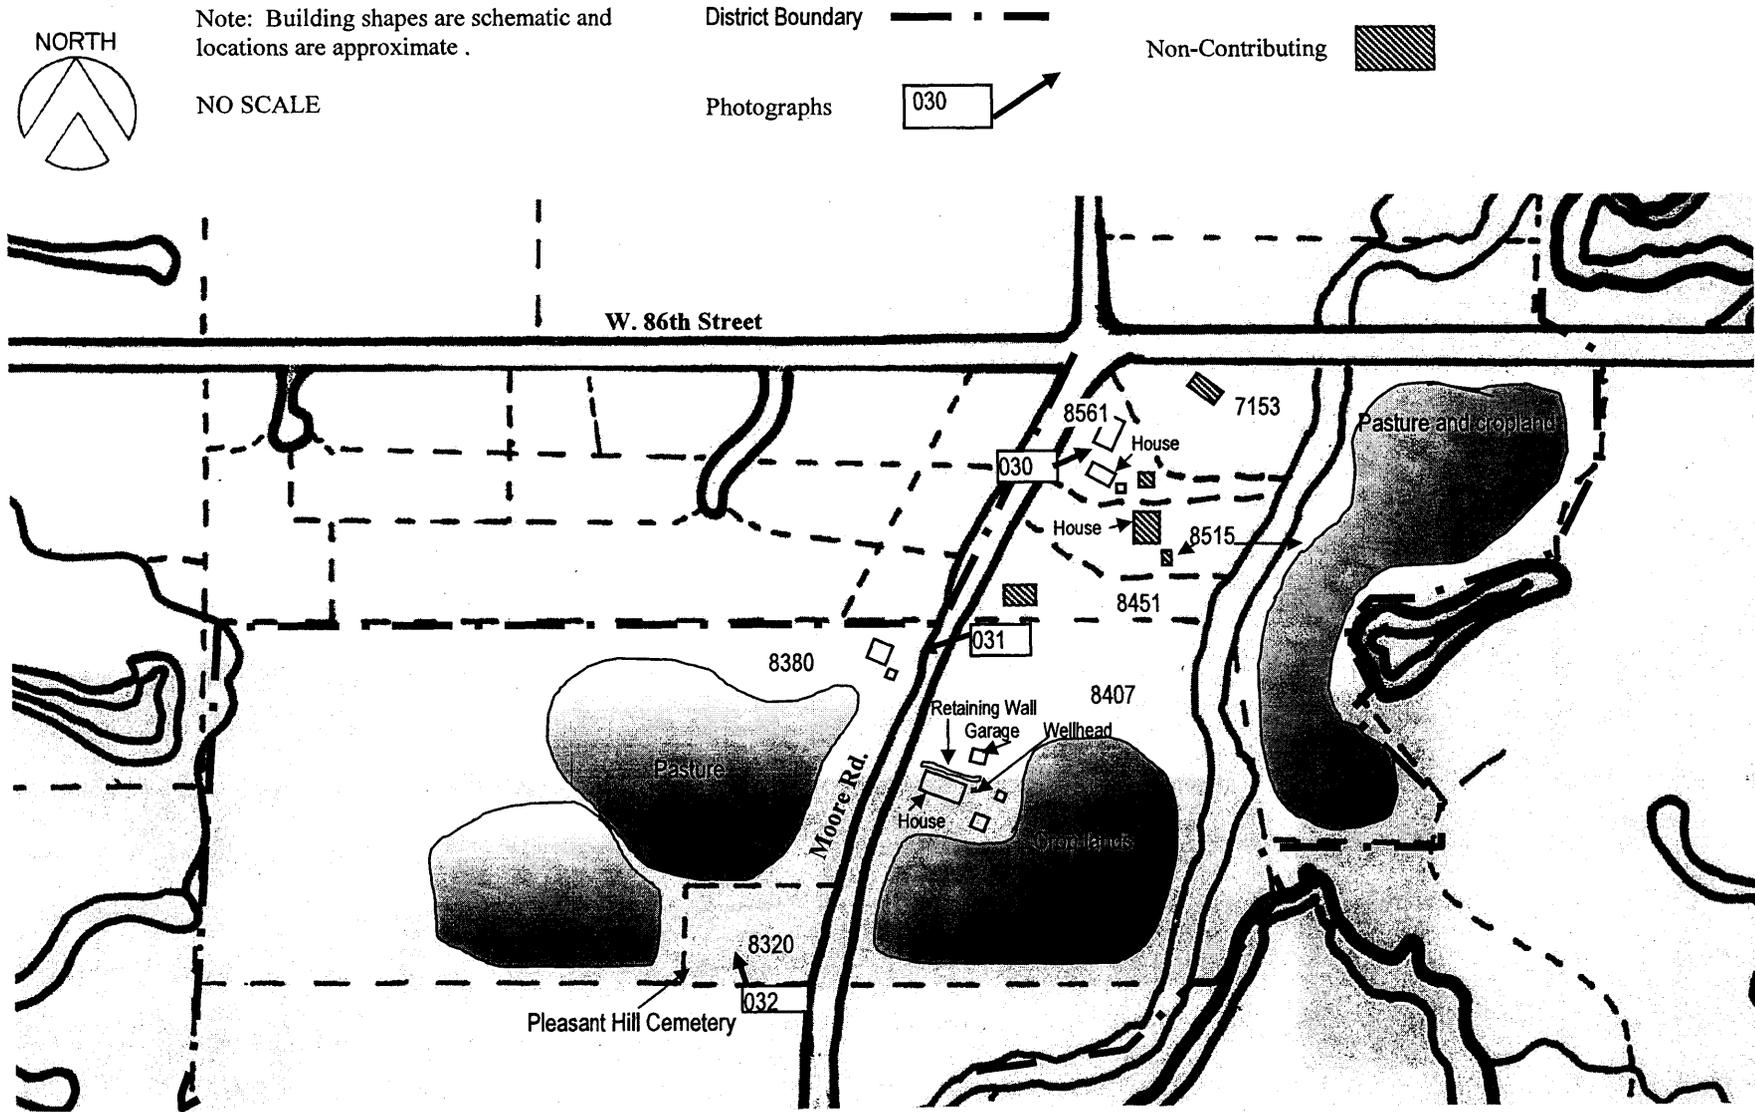 Note: Building shapes are schematic and
locations are approximate .
NORTH
NO SCALE
District Boundary
Photographs
030
Non-Contributing
W. 86th Street
8561
7153
House
030
Pasture and cropland
House
8515
8451
031
8380
8407
Retaining Wall
Garage
Wellhead
Pasture
House
Moore Rd.
Crop lands
8320
032
Pleasant Hill Cemetery